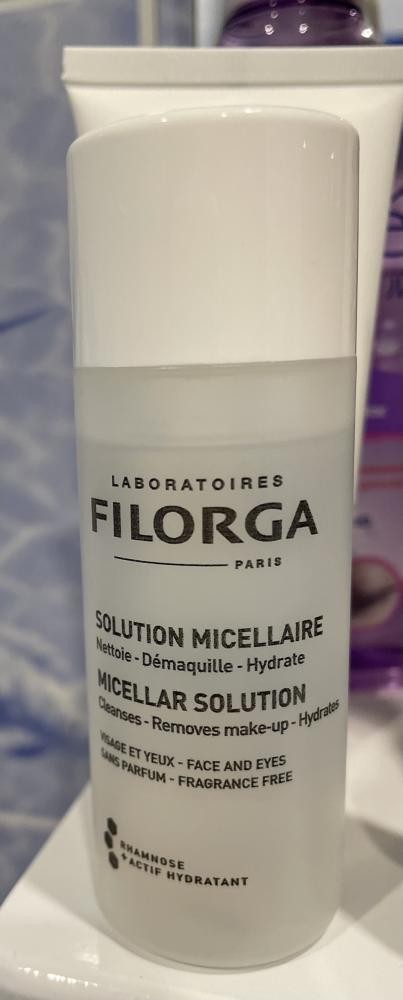 LABORATOIRES
FILORGA
PARIS
SOLUTION MICELLAIRE
Nettoie - Démaquille - Hydrate
MICELLAR SOLUTION
Cleanses - Removes make-up - Hydrates
VISAGE ET YEUX - FACE AND EYES
SANS PARFUM - FRAGRANCE FREE
RHAMNOSE
+ ACTIF HYDRATANT